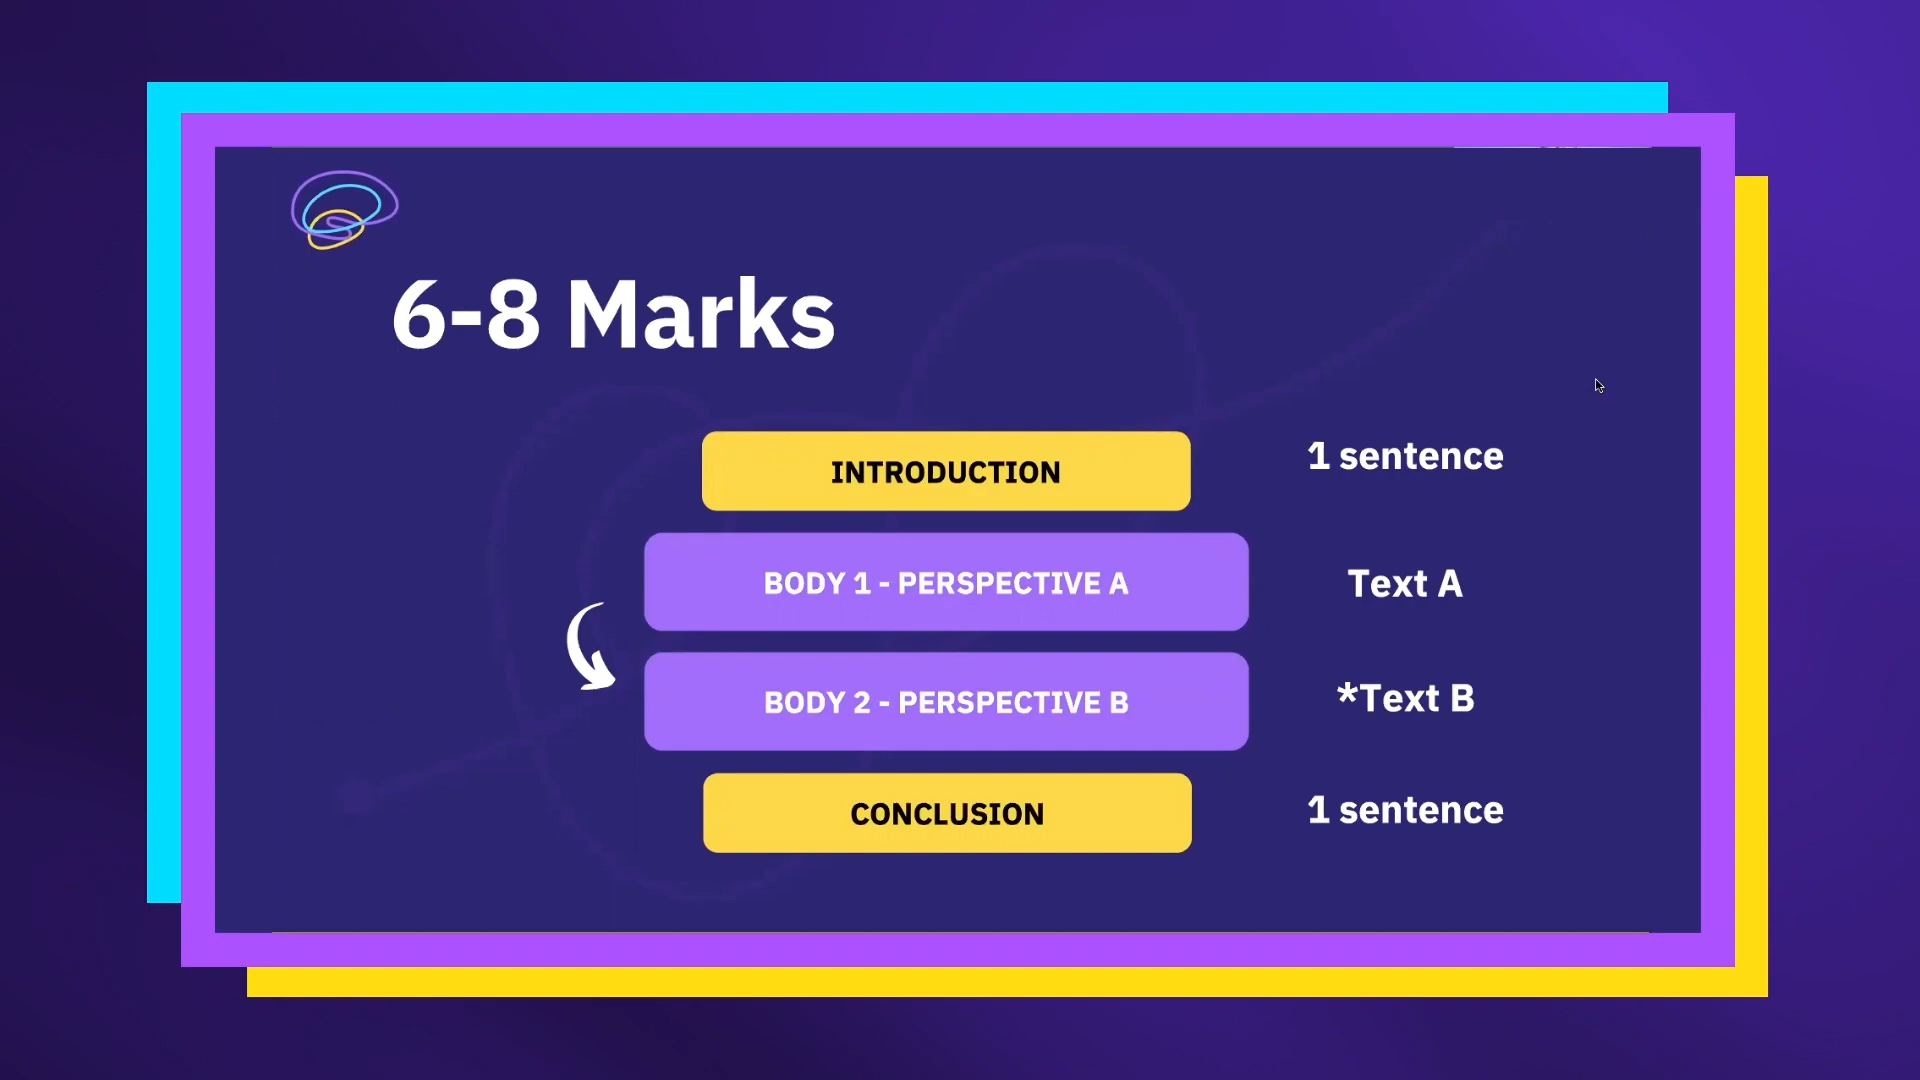 6-8 Marks
INTRODUCTION
1 sentence
BODY 1 - PERSPECTIVE A
Text A
BODY 2 - PERSPECTIVE B
*Text B
CONCLUSION
1 sentence